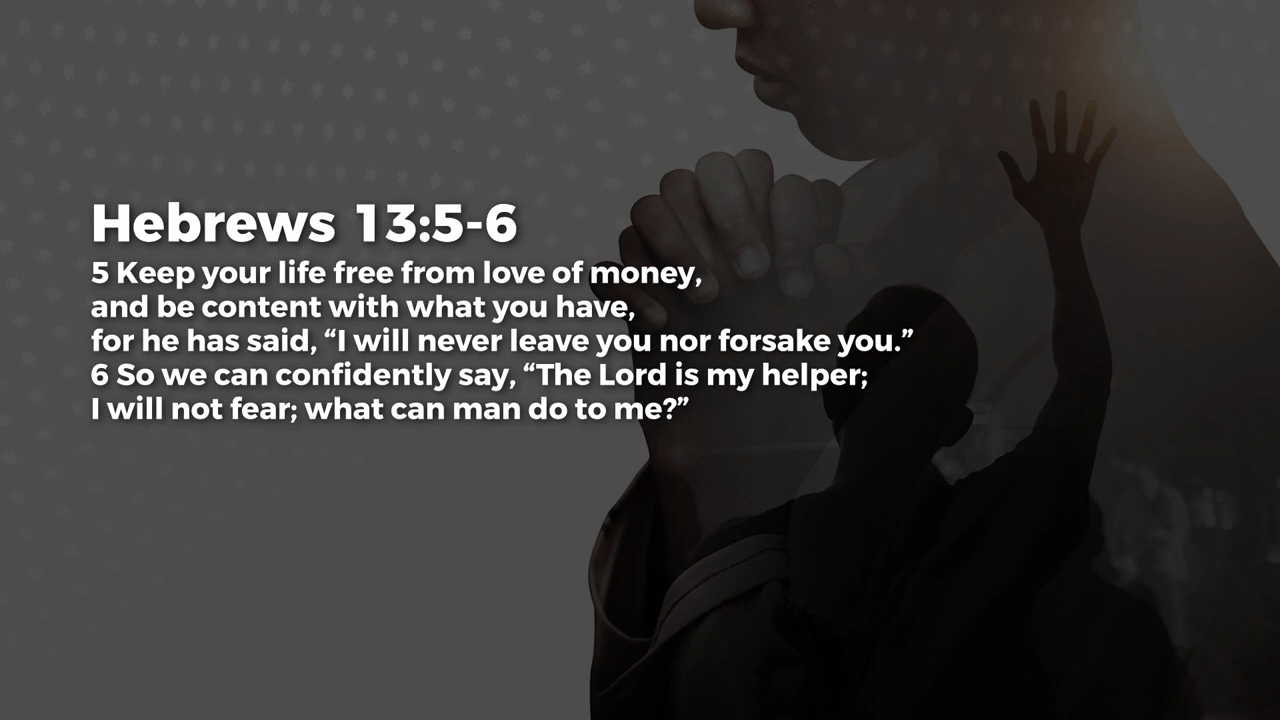 Hebrews 13:5-6
5 Keep your life free from love of money,
and be content with what you have,
for he has said, “I will never leave you nor forsake you.”
6 So we can confidently say, “The Lord is my helper;
I will not fear; what can man do to me?”